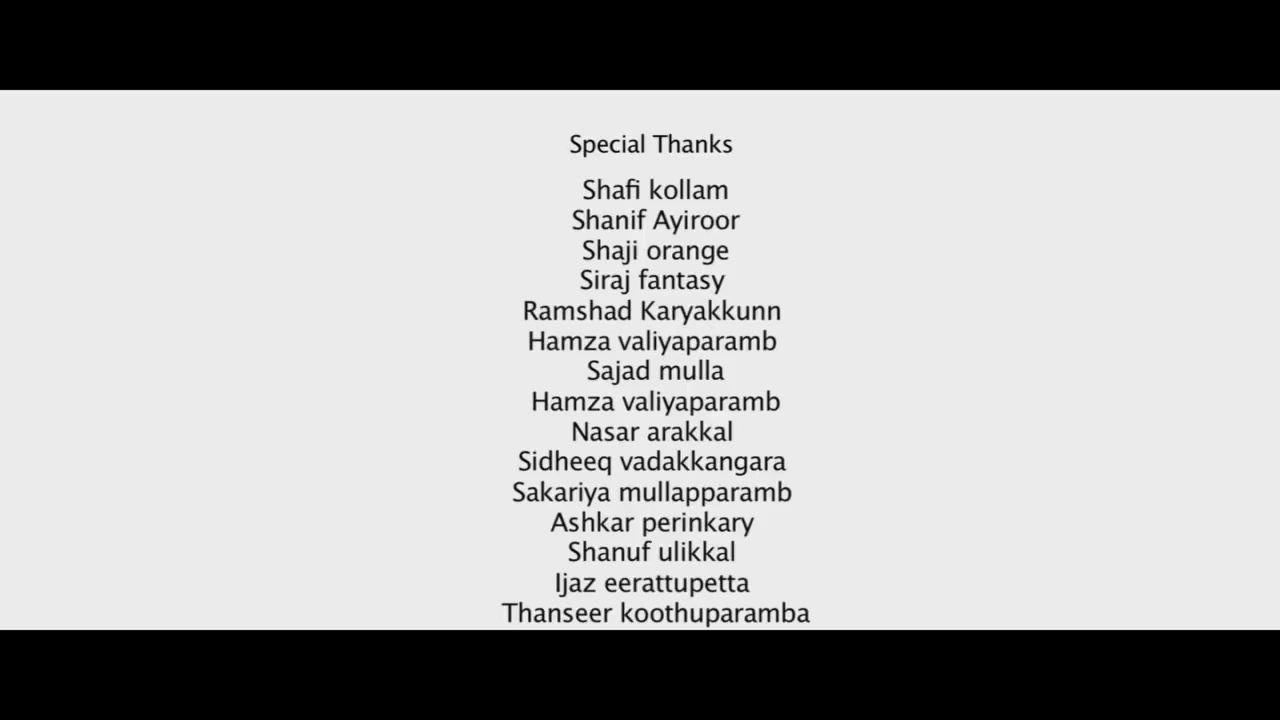 Special Thanks
Shafi kollam
Shanif Ayiroor
Shaji orange
Siraj fantasy
Ramshad Karyakkunn
Hamza valiyaparamb
Sajad mulla
Hamza valiyaparamb
Nasar arakkal
Sidheeq vadakkangara
Sakariya mullapparamb
Ashkar perinkary
Shanuf ulikkal
Ijaz eerattupetta
Thanseer koothuparamba